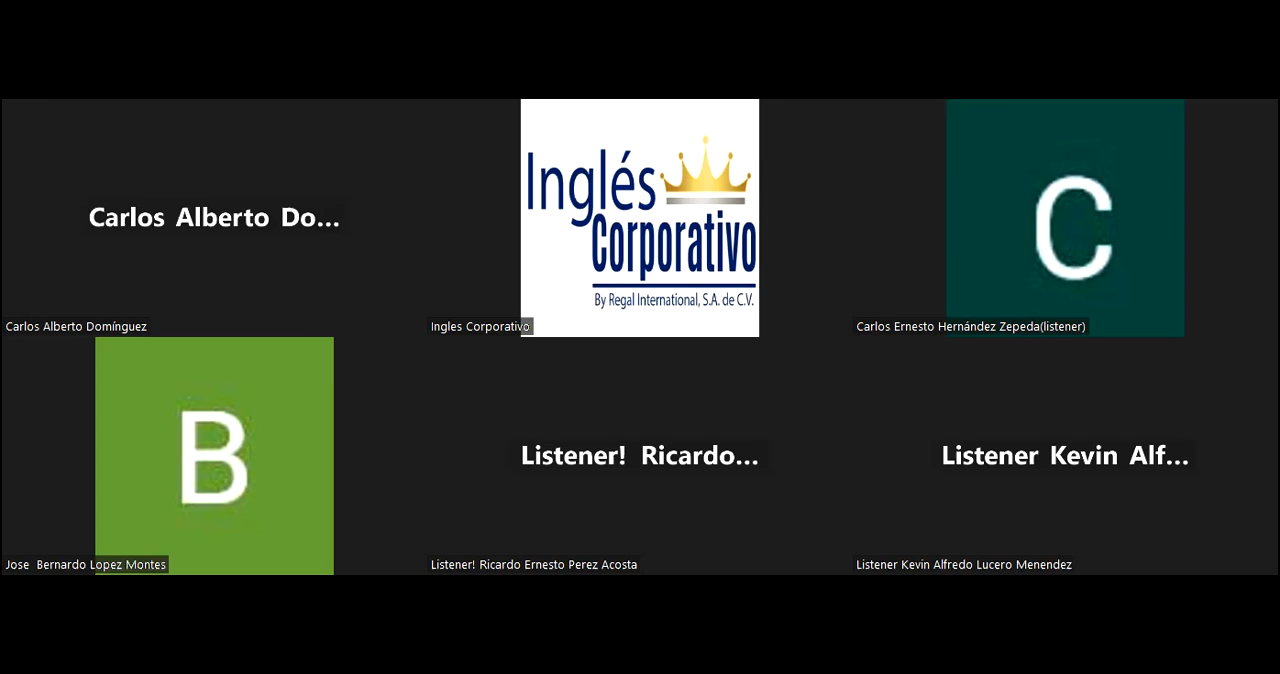 Carlos Alberto Do...
Carlos Alberto Domínguez
Inglés
Corporativo
By Regal International, S.A. de C.V.
Ingles Corporativo
C
Carlos Ernesto Hernández Zepeda(listener)
B
Jose Bernardo Lopez Montes
Listener! Ricardo...
Listener! Ricardo Ernesto Perez Acosta
Listener Kevin Alf...
Listener Kevin Alfredo Lucero Menendez